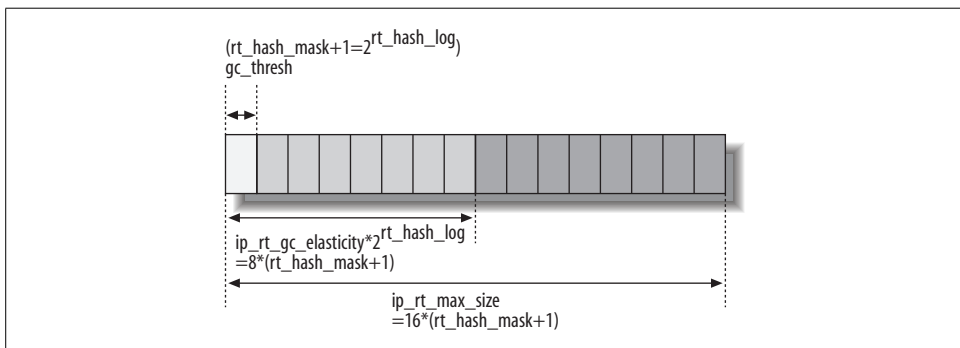 (rt_hash_mask+1=2rt_hash_log)
gc_thresh
ip_rt_gc_elasticity*2rt_hash_log
=8*(rt_hash_mask+1)
ip_rt_max_size
=16*(rt_hash_mask+1)